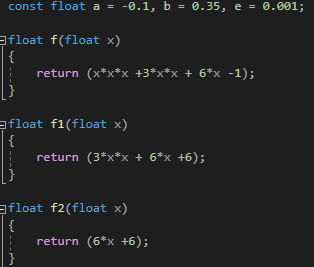 const float a = -0.1, b = 0.35, e = 0.001;
float f(float x)
{
return (x*x*x +3*x*x + 6*x -1);
}
float f1(float x)
{
return (3*x*x + 6*x +6);
}
float f2(float x)
{
return (6*x +6);
}